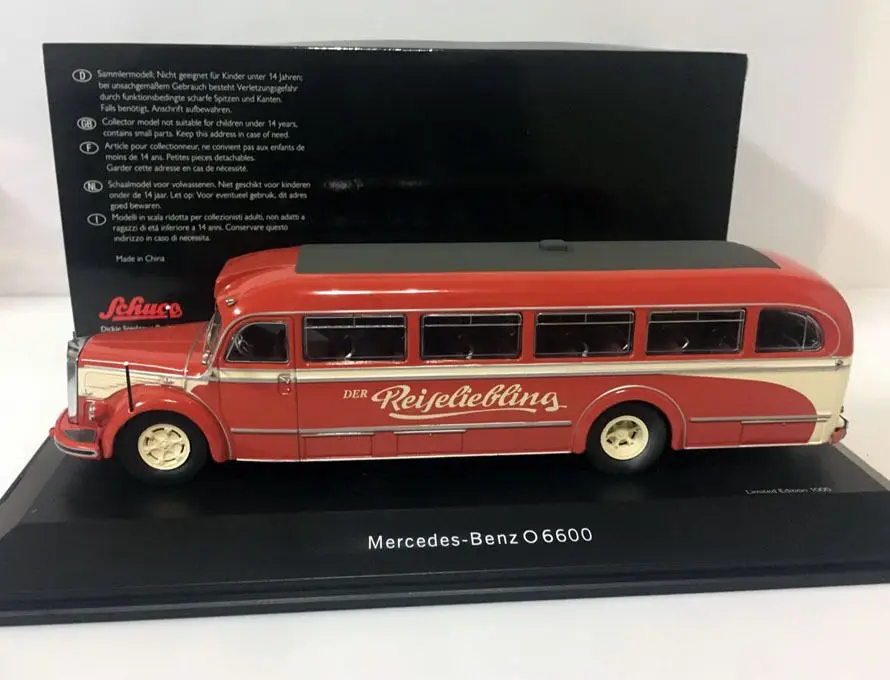 D Sammlermodell; Nicht geeignet für Kinder unter 14 Jahren;
bei unsachgemäßem Gebrauch besteht Verletzungsgefahr
durch funktionsbedingte scharfe Spitzen und Kanten.
Falls benötigt, Anschrift aufbewahren.
GB Collector model not suitable for children under 14 years,
contains small parts. Keep this address in case of need.
F Article pour collectionneur, ne convient pas aux enfants de
moins de 14 ans. Petites pieces detachables.
Garder cette adresse en cas de nécessité.
NL Schaalmodel voor volwassenen. Niet geschikt voor kinderen
onder de 14 jaar. Let op: Voor eventueel gebruik, dit adres
goed bewaren.
I Modelli in scala ridotta per collezionisti adulti, non adatti a
ragazzi di etá inferiore a 14 anni. Conservare questo
indirizzo in caso di necessita.
Made in China
Schuco
Dickie
DER Reiseliebling
Limited Edition 1000
Mercedes-Benz O 6600